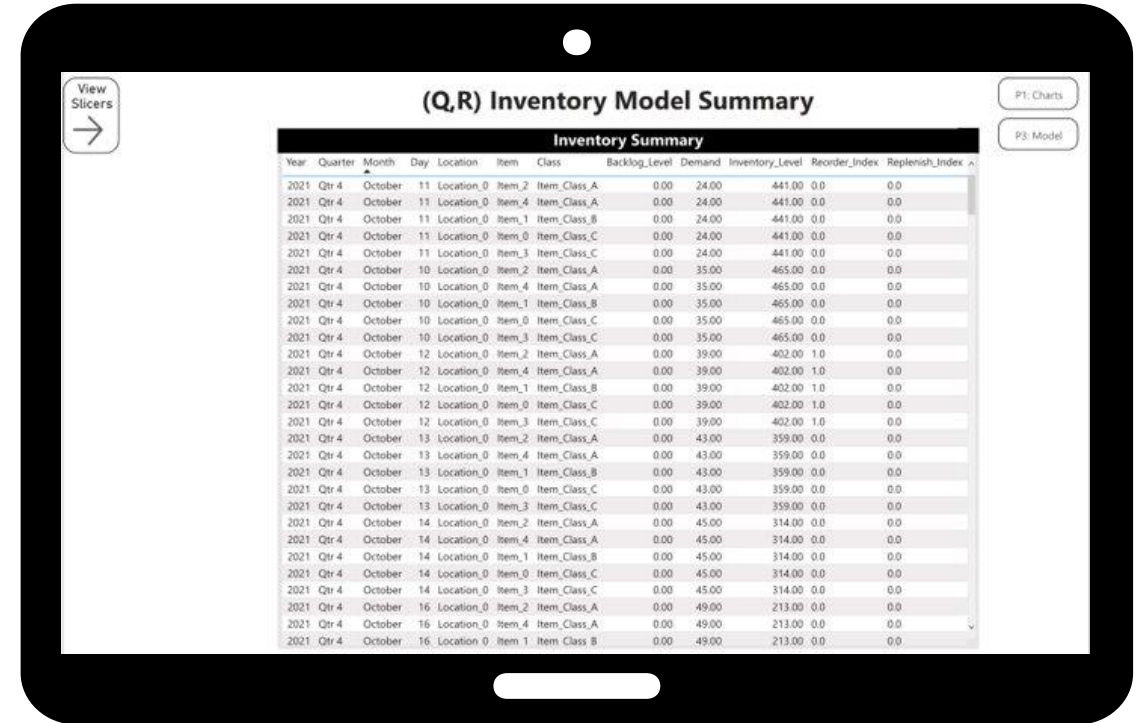 View
Slicers
(Q,R) Inventory Model Summary
P1: Charts
P3: Model
Inventory Summary
Year Quarter Month Day Location Item Class Backlog_Level Demand Inventory_Level Reorder_Index Replenish_Index
2021 Qtr 4 October 11 Location_0 Item_2 Item_Class_A 0.00 24.00 441.00 0.0 0.0
2021 Qtr 4 October 11 Location_0 Item_4 Item_Class_A 0.00 24.00 441.00 0.0 0.0
2021 Qtr 4 October 11 Location_0 Item_1 Item_Class_B 0.00 24.00 441.00 0.0 0.0
2021 Qtr 4 October 11 Location_0 Item_0 Item_Class_C 0.00 24.00 441.00 0.0 0.0
2021 Qtr 4 October 11 Location_0 Item_3 Item_Class_C 0.00 24.00 441.00 0.0 0.0
2021 Qtr 4 October 10 Location_0 Item_2 Item_Class_A 0.00 35.00 465.00 0.0 0.0
2021 Qtr 4 October 10 Location_0 Item_4 Item_Class_A 0.00 35.00 465.00 0.0 0.0
2021 Qtr 4 October 10 Location_0 Item_1 Item_Class_B 0.00 35.00 465.00 0.0 0.0
2021 Qtr 4 October 10 Location_0 Item_0 Item_Class_C 0.00 35.00 465.00 0.0 0.0
2021 Qtr 4 October 10 Location_0 Item_3 Item_Class_C 0.00 35.00 465.00 0.0 0.0
2021 Qtr 4 October 12 Location_0 Item_2 Item_Class_A 0.00 39.00 402.00 1.0 0.0
2021 Qtr 4 October 12 Location_0 Item_4 Item_Class_A 0.00 39.00 402.00 1.0 0.0
2021 Qtr 4 October 12 Location_0 Item_1 Item_Class_B 0.00 39.00 402.00 1.0 0.0
2021 Qtr 4 October 12 Location_0 Item_0 Item_Class_C 0.00 39.00 402.00 1.0 0.0
2021 Qtr 4 October 12 Location_0 Item_3 Item_Class_C 0.00 39.00 402.00 1.0 0.0
2021 Qtr 4 October 13 Location_0 Item_2 Item_Class_A 0.00 43.00 359.00 0.0 0.0
2021 Qtr 4 October 13 Location_0 Item_4 Item_Class_A 0.00 43.00 359.00 0.0 0.0
2021 Qtr 4 October 13 Location_0 Item_1 Item_Class_B 0.00 43.00 359.00 0.0 0.0
2021 Qtr 4 October 13 Location_0 Item_0 Item_Class_C 0.00 43.00 359.00 0.0 0.0
2021 Qtr 4 October 13 Location_0 Item_3 Item_Class_C 0.00 43.00 359.00 0.0 0.0
2021 Qtr 4 October 14 Location_0 Item_2 Item_Class_A 0.00 45.00 314.00 0.0 0.0
2021 Qtr 4 October 14 Location_0 Item_4 Item_Class_A 0.00 45.00 314.00 0.0 0.0
2021 Qtr 4 October 14 Location_0 Item_1 Item_Class_B 0.00 45.00 314.00 0.0 0.0
2021 Qtr 4 October 14 Location_0 Item_0 Item_Class_C 0.00 45.00 314.00 0.0 0.0
2021 Qtr 4 October 14 Location_0 Item_3 Item_Class_C 0.00 45.00 314.00 0.0 0.0
2021 Qtr 4 October 16 Location_0 Item_2 Item_Class_A 0.00 49.00 213.00 0.0 0.0
2021 Qtr 4 October 16 Location_0 Item_4 Item_Class_A 0.00 49.00 213.00 0.0 0.0
2021 Qtr 4 October 16 Location_0 Item_1 Item_Class_B 0.00 49.00 213.00 0.0 0.0